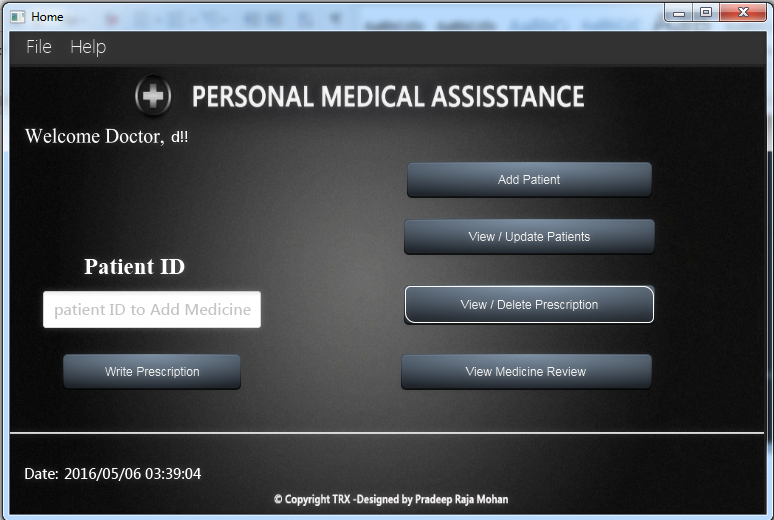 Home
File Help
PERSONAL MEDICAL ASSISSTANCE
Welcome Doctor, d!!
Add Patient
View / Update Patients
Patient ID
patient ID to Add Medicine
View / Delete Prescription
Write Prescription
View Medicine Review
Date: 2016/05/06 03:39:04
© Copyright TRX -Designed by Pradeep Raja Mohan